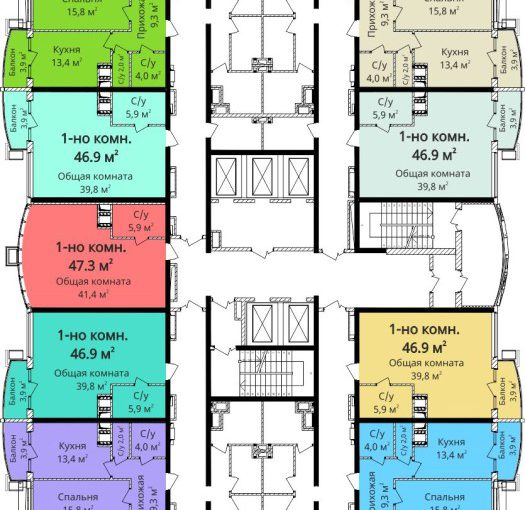 Спальня
15,8 м²
Прихожая
9,3 м²
Кухня
13,4 м²
Балкон
3,9 м²
С/у 2,0 м²
С/у
4,0 м²
Спальня
15,8 м²
Прихожая
9,3 м²
Кухня
13,4 м²
Балкон
3,9 м²
С/у
4,0 м²
С/у 2,0 м²
Балкон
3,9 м²
С/у
5,9 м²
1-но комн.
46.9 м²
Общая комната
39,8 м²
С/у
5,9 м²
1-но комн.
46.9 м²
Общая комната
39,8 м²
Балкон
3,9 м²
С/у
5,9 м²
1-но комн.
47.3 м²
Общая комната
41,4 м²
1-но комн.
46.9 м²
Общая комната
39,8 м²
Балкон
3,9 м²
С/у
5,9 м²
1-но комн.
46.9 м²
Общая комната
39,8 м²
С/у
5,9 м²
Балкон
3,9 м²
Балкон
3,9 м²
Кухня
13,4 м²
С/у 2,0 м²
С/у
4,0 м²
Спальня
15,8 м²
Прихожая
9,3 м²
С/у
4,0 м²
С/у 2,0 м²
Кухня
13,4 м²
Балкон
3,9 м²
Прихожая
9,3 м²
Спальня
15,8 м²